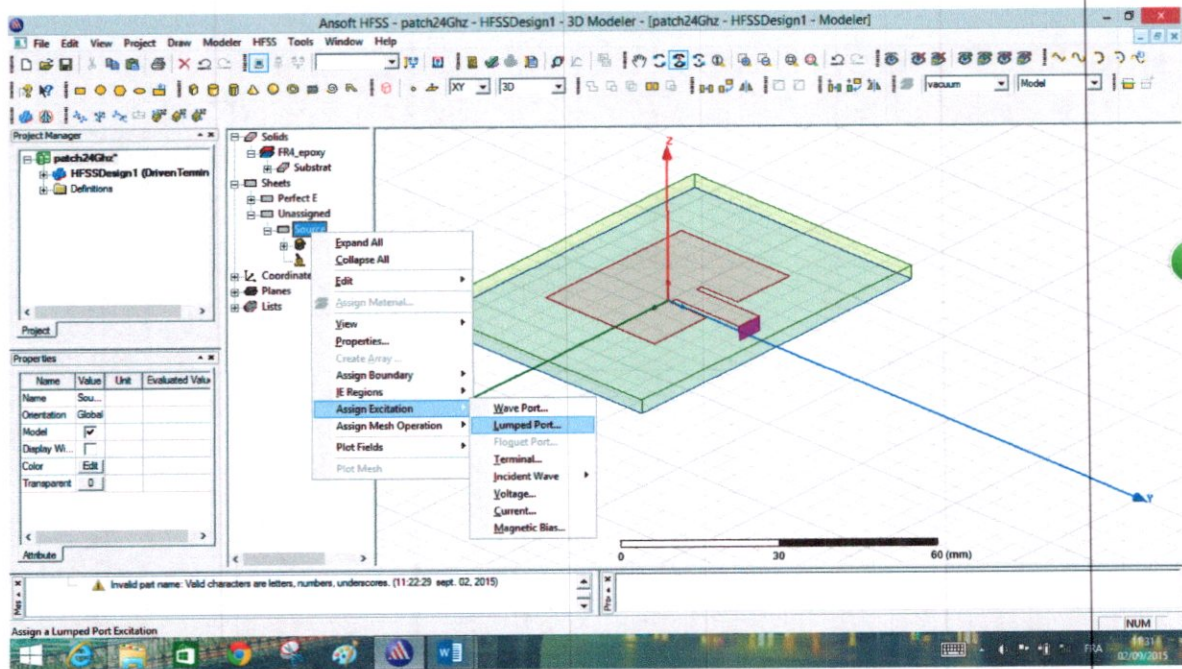 Ansoft HFSS - patch24Ghz - HFSSDesign1 - 3D Modeler - [patch24Ghz - HFSSDesign1 - Modeler]
File Edit View Project Draw Modeler HFSS Tools Window Help
XY 3D vacuum Model
Project Manager
patch24Ghz*
HFSSDesign1 (DrivenTermin
Definitions
Project
Properties
Name Value Unit Evaluated Valu
Name Sou...
Orientation Global
Model
Display Wi...
Color Edit
Transparent 0
Attribute
Solids
FR4_epoxy
Substrat
Sheets
Perfect E
Unassigned
Source
Coordinate
Planes
Lists
Expand All
Collapse All
Edit
Assign Material...
View
Properties...
Create Array...
Assign Boundary
IE Regions
Assign Excitation
Assign Mesh Operation
Plot Fields
Plot Mesh
Wave Port...
Lumped Port...
Floquet Port...
Terminal...
Incident Wave
Voltage...
Current...
Magnetic Bias...
Z
Y
0 30 60 (mm)
Invalid part name: Valid characters are letters, numbers, underscores. (11:22:29 sept. 02, 2015)
Assign a Lumped Port Excitation
NUM
FRA
02/09/2015